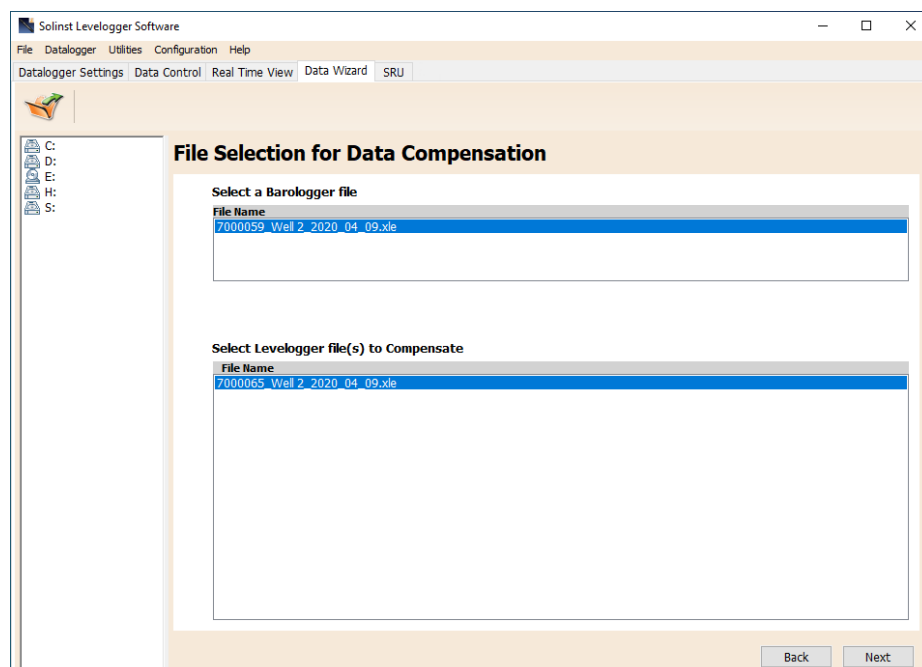 Solinst Levelogger Software
File Datalogger Utilities Configuration Help
Datalogger Settings Data Control Real Time View Data Wizard SRU
C:
D:
E:
H:
S:
File Selection for Data Compensation
Select a Barologger file
File Name
7000059_Well 2_2020_04_09.xle
Select Levelogger file(s) to Compensate
File Name
7000065_Well 2_2020_04_09.xle
Back Next